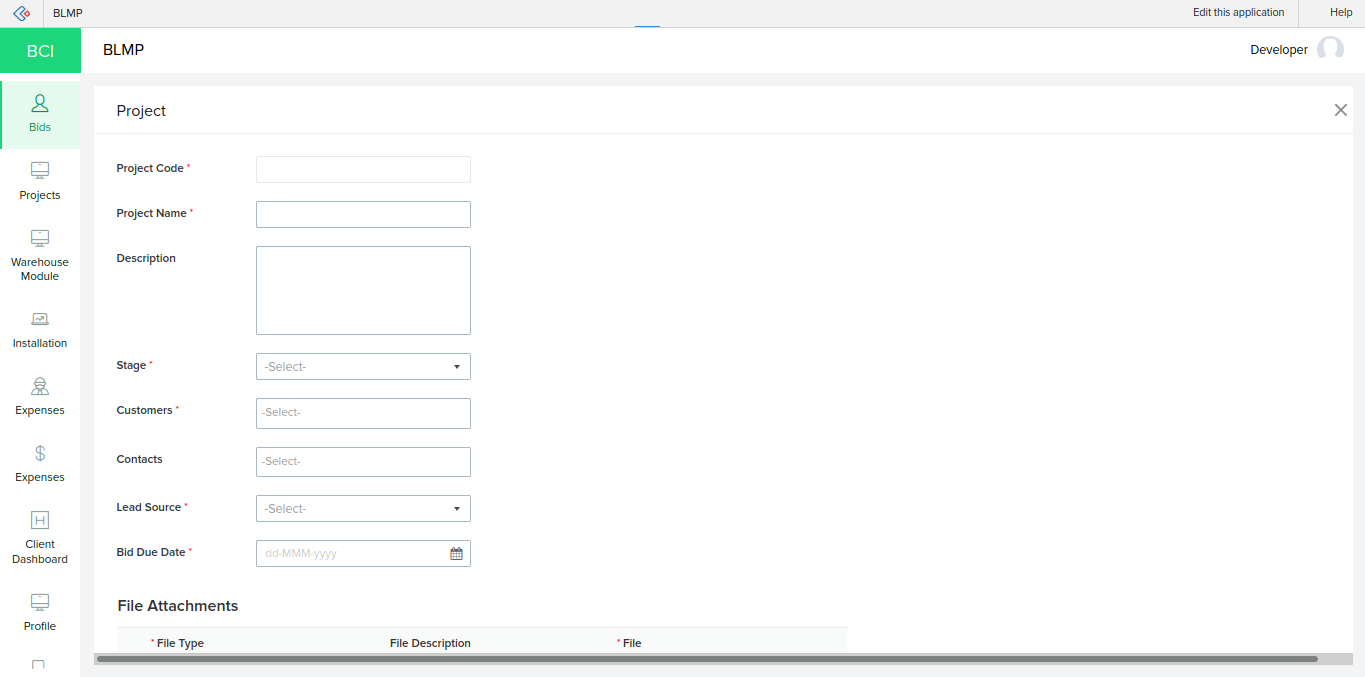 BLMP
Edit this application
Help
BCI
BLMP
Developer
Bids
Projects
Warehouse
Module
Installation
Expenses
Expenses
Client
Dashboard
Profile
Project
Project Code *
Project Name *
Description
Stage *
-Select-
Customers *
-Select-
Contacts
-Select-
Lead Source *
-Select-
Bid Due Date *
dd-MMM-yyyy
File Attachments
* File Type
File Description
* File